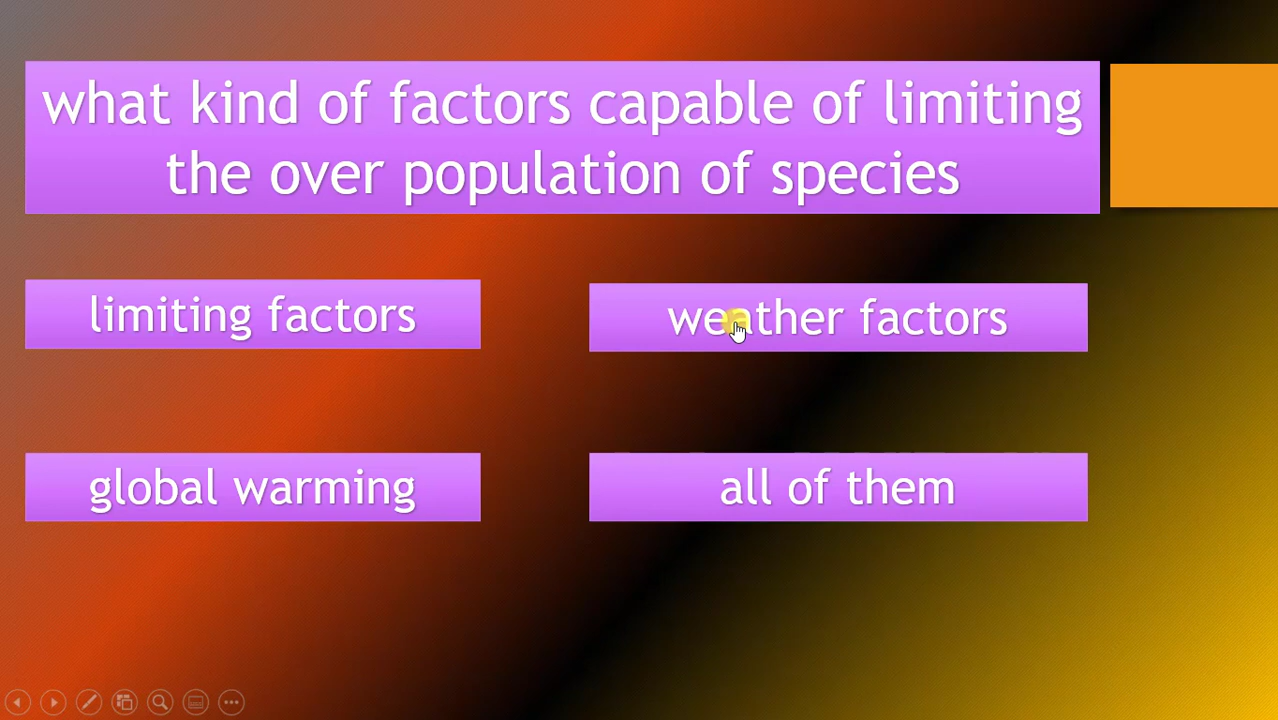 what kind of factors capable of limiting
the over population of species
limiting factors
weather factors
global warming
all of them